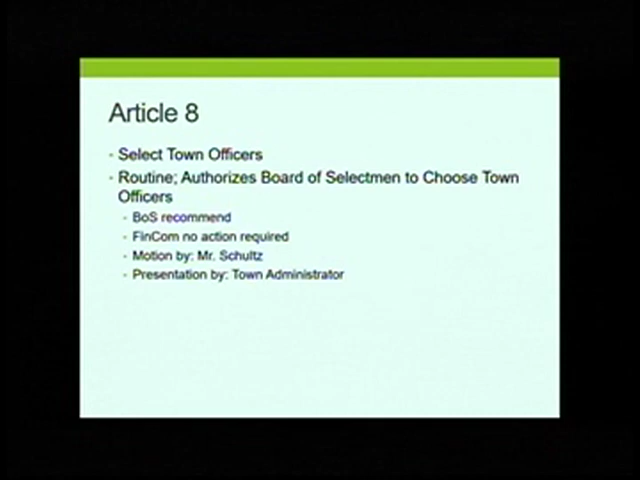 Article 8
· Select Town Officers
· Routine; Authorizes Board of Selectmen to Choose Town
Officers
· BoS recommend
· FinCom no action required
· Motion by: Mr. Schultz
· Presentation by: Town Administrator